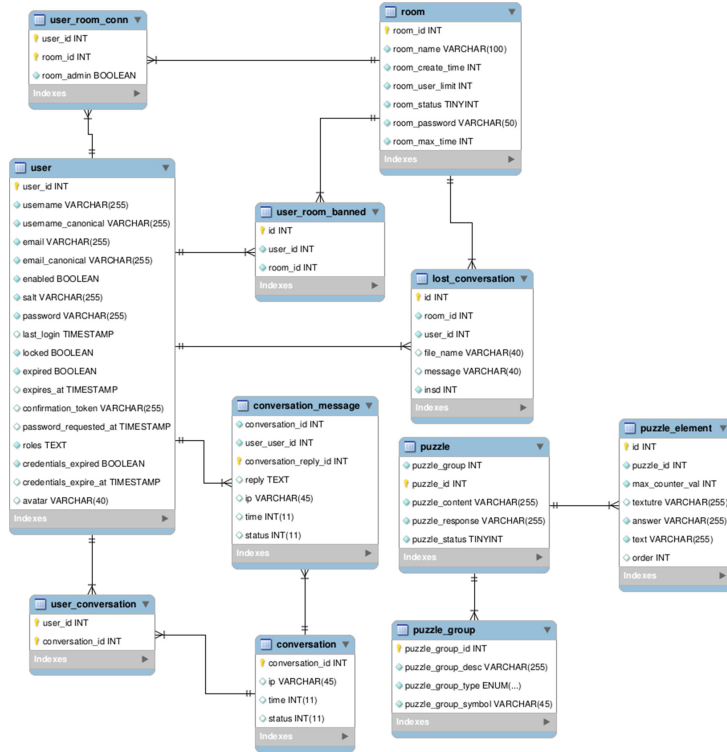 user_room_conn
user_id INT
room_id INT
room_admin BOOLEAN
Indexes
room
room_id INT
room_name VARCHAR(100)
room_create_time INT
room_user_limit INT
room_status TINYINT
room_password VARCHAR(50)
room_max_time INT
Indexes
user
user_id INT
username VARCHAR(255)
username_canonical VARCHAR(255)
email VARCHAR(255)
email_canonical VARCHAR(255)
enabled BOOLEAN
salt VARCHAR(255)
password VARCHAR(255)
last_login TIMESTAMP
locked BOOLEAN
expired BOOLEAN
expires_at TIMESTAMP
confirmation_token VARCHAR(255)
password_requested_at TIMESTAMP
roles TEXT
credentials_expired BOOLEAN
credentials_expire_at TIMESTAMP
avatar VARCHAR(40)
Indexes
user_room_banned
id INT
user_id INT
room_id INT
Indexes
lost_conversation
id INT
room_id INT
user_id INT
file_name VARCHAR(40)
message VARCHAR(40)
insd INT
Indexes
conversation_message
conversation_id INT
user_user_id INT
conversation_reply_id INT
reply TEXT
ip VARCHAR(45)
time INT(11)
status INT(11)
Indexes
puzzle
puzzle_group INT
puzzle_id INT
puzzle_content VARCHAR(255)
puzzle_response VARCHAR(255)
puzzle_status TINYINT
Indexes
puzzle_element
id INT
puzzle_id INT
max_counter_val INT
textutre VARCHAR(255)
answer VARCHAR(255)
text VARCHAR(255)
order INT
Indexes
user_conversation
user_id INT
conversation_id INT
Indexes
conversation
conversation_id INT
ip VARCHAR(45)
time INT(11)
status INT(11)
Indexes
puzzle_group
puzzle_group_id INT
puzzle_group_desc VARCHAR(255)
puzzle_group_type ENUM(...)
puzzle_group_symbol VARCHAR(45)
Indexes